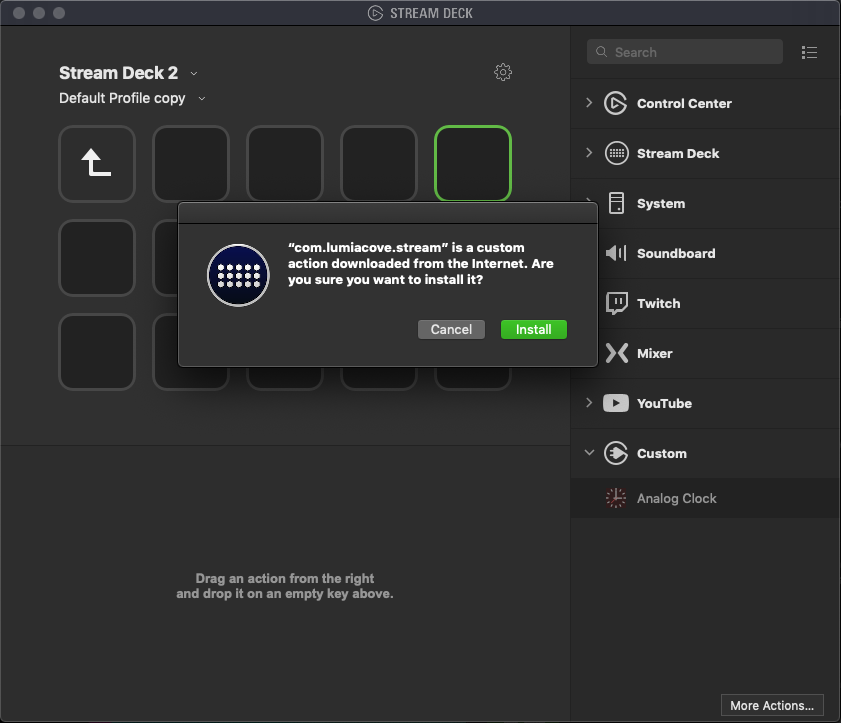 STREAM DECK
Stream Deck 2
Default Profile copy
Search
Control Center
Stream Deck
System
Soundboard
Twitch
Mixer
YouTube
Custom
Analog Clock
“com.lumiacove.stream” is a custom
action downloaded from the Internet. Are
you sure you want to install it?
Cancel
Install
Drag an action from the right
and drop it on an empty key above.
More Actions...